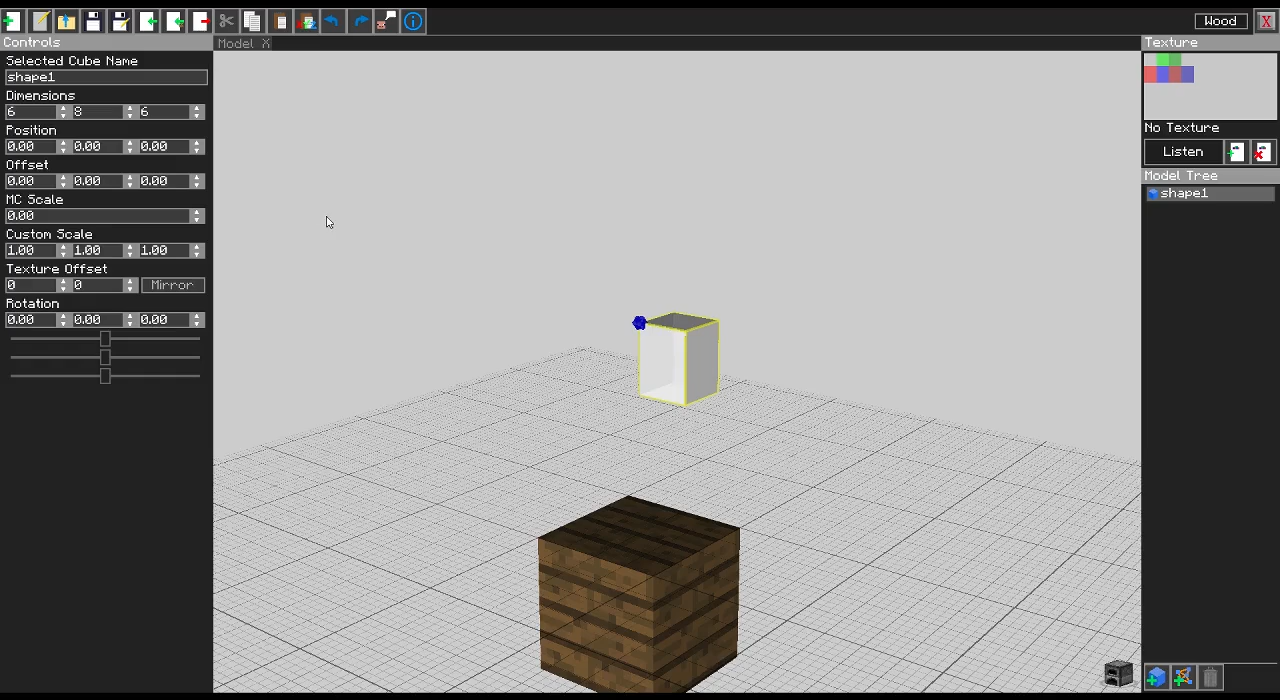 Wood X
Controls
Model X
Texture
Selected Cube Name
shape1
Dimensions
6 8 6
Position
0.00 0.00 0.00
Offset
0.00 0.00 0.00
MC Scale
0.00
Custom Scale
1.00 1.00 1.00
Texture Offset
0 0 Mirror
Rotation
0.00 0.00 0.00
No Texture
Listen
Model Tree
shape1